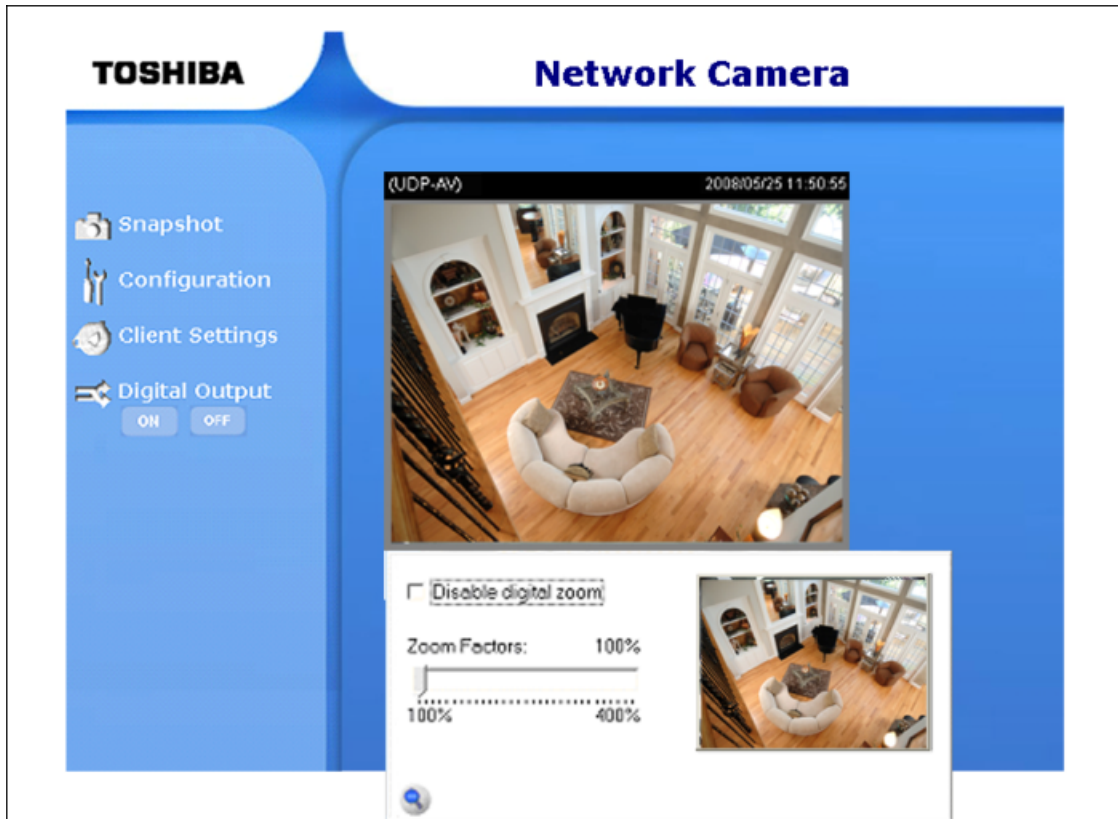 TOSHIBA
Network Camera
(UDP-AV) 2008/05/25 11:50:55
Snapshot
Configuration
Client Settings
Digital Output
ON OFF
Disable digital zoom
Zoom Factors: 100%
100% 400%